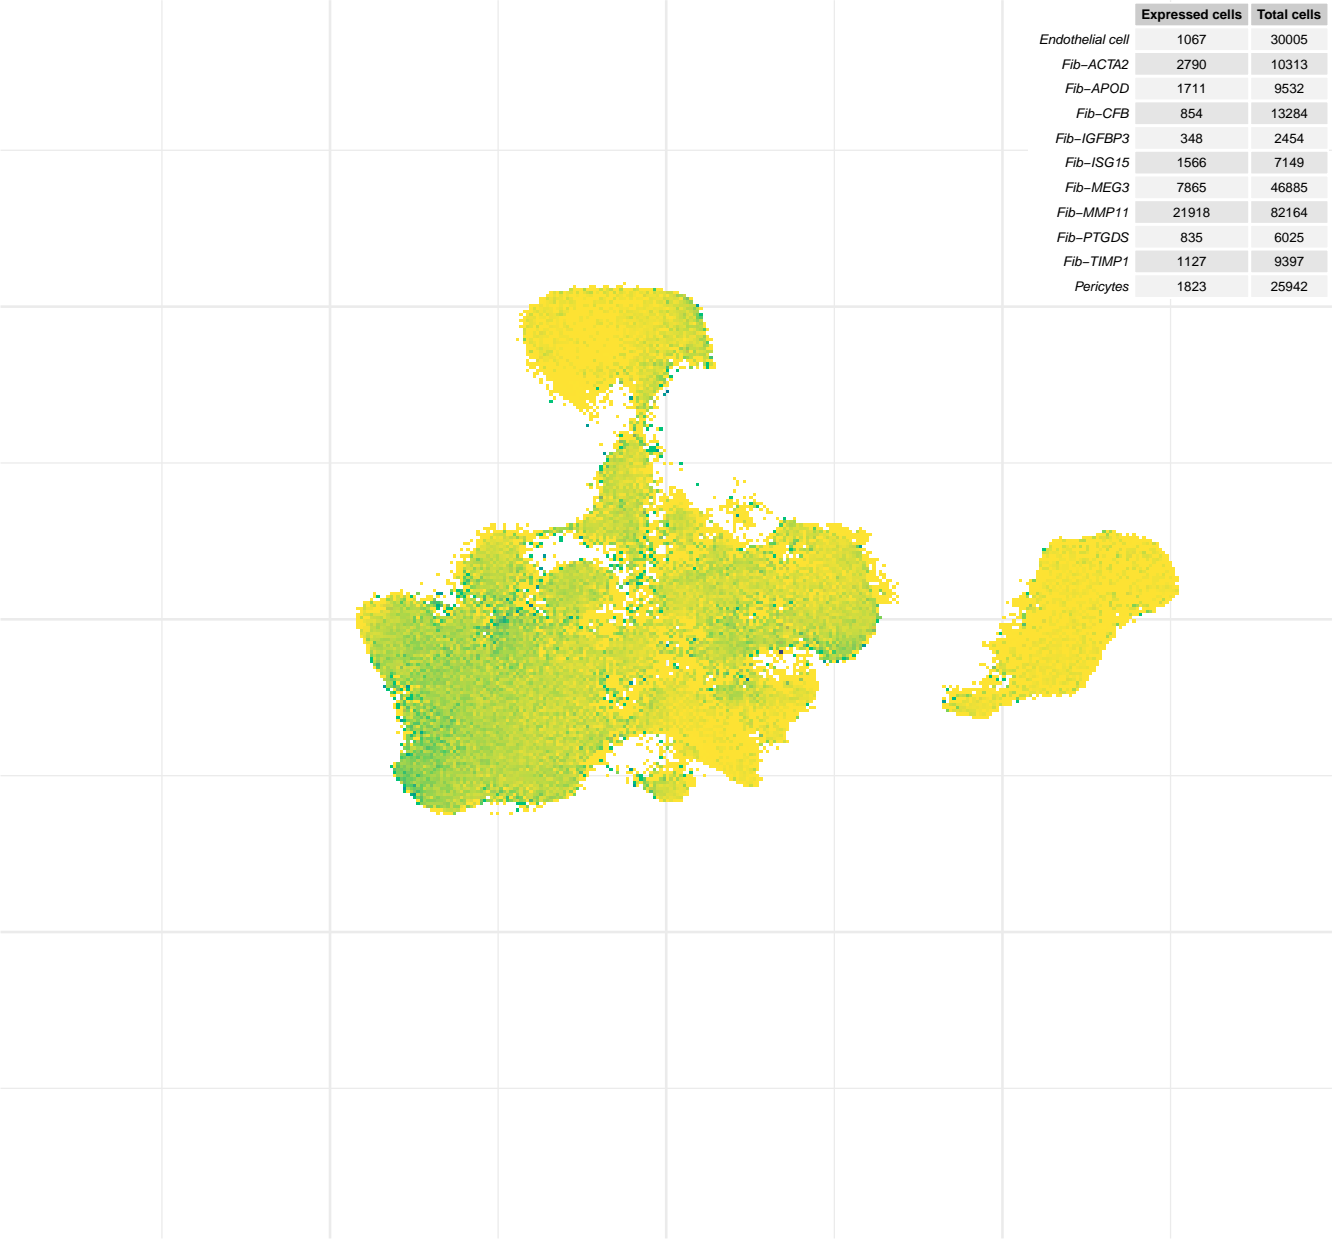 Expressed cells Total cells
Endothelial cell 1067 30005
Fib−ACTA2 2790 10313
Fib−APOD 1711 9532
Fib−CFB 854 13284
Fib−IGFBP3 348 2454
Fib−ISG15 1566 7149
Fib−MEG3 7865 46885
Fib−MMP11 21918 82164
Fib−PTGDS 835 6025
Fib−TIMP1 1127 9397
Pericytes 1823 25942